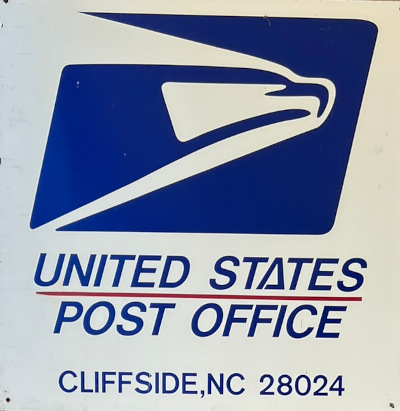 UNITED STATES
POST OFFICE
CLIFFSIDE,NC 28024